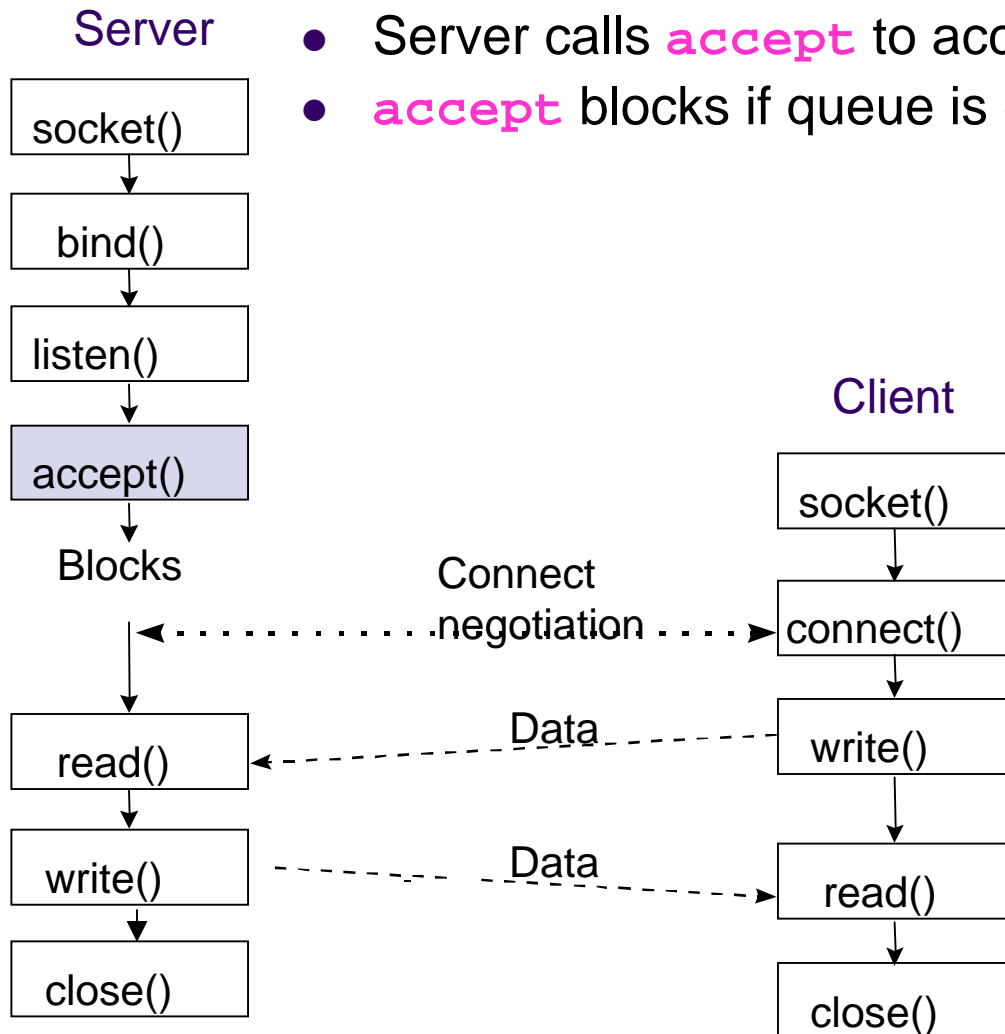 Server
● Server calls accept to
● accept blocks if queue is
socket()
bind()
listen()
accept()
Blocks
read()
write()
close()
Connect
negotiation
Data
Data
Client
socket()
connect()
write()
read()
close()